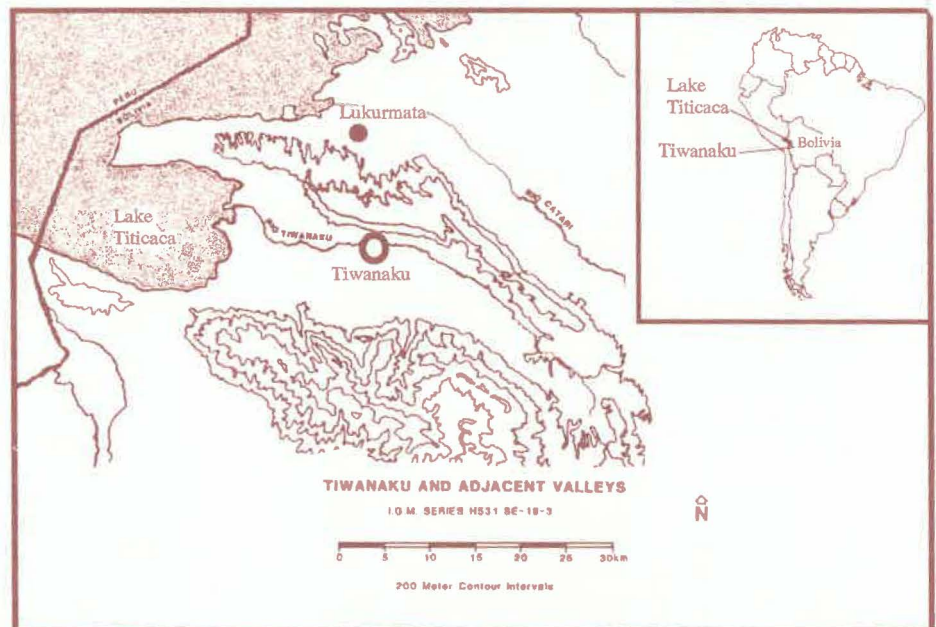 PERU
BOLIVIA
Lukurmata
Lake
Titicaca
RIO CATARI
TIWANAKU
Tiwanaku
Lake
Titicaca
Tiwanaku
Bolivia
TIWANAKU AND ADJACENT VALLEYS
I.G.M. SERIES H531 SE-19-3
N
0 5 10 15 20 25 30km
200 Meter Contour Intervals